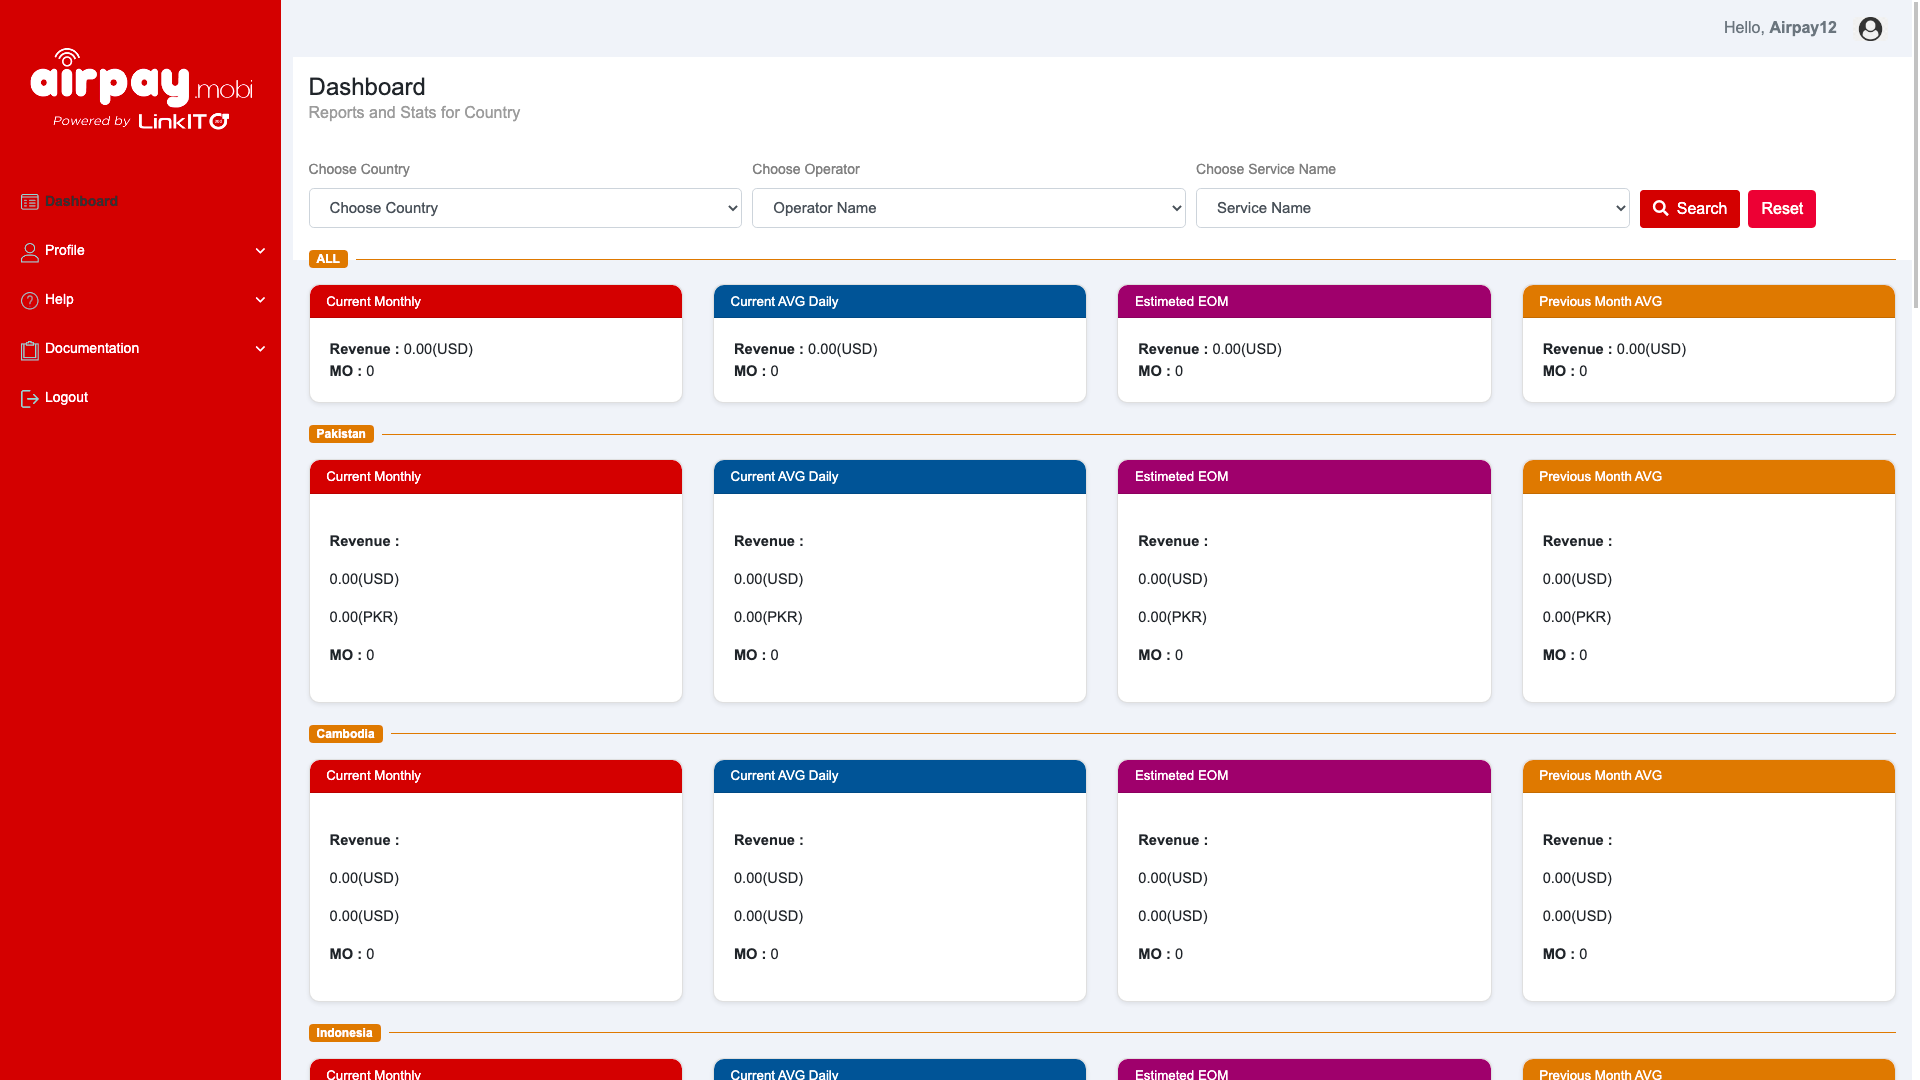 airpay.mobi
Powered by LinkIT
Hello, Airpay12
Dashboard
Profile
Help
Documentation
Logout
Dashboard
Reports and Stats for Country
Choose Country Choose Operator Choose Service Name
Choose Country Operator Name Service Name Search Reset
ALL
Current Monthly Current AVG Daily Estimeted EOM Previous Month AVG
Revenue : 0.00(USD) Revenue : 0.00(USD) Revenue : 0.00(USD) Revenue : 0.00(USD)
MO : 0 MO : 0 MO : 0 MO : 0
Pakistan
Current Monthly Current AVG Daily Estimeted EOM Previous Month AVG
Revenue : Revenue : Revenue : Revenue :
0.00(USD) 0.00(USD) 0.00(USD) 0.00(USD)
0.00(PKR) 0.00(PKR) 0.00(PKR) 0.00(PKR)
MO : 0 MO : 0 MO : 0 MO : 0
Cambodia
Current Monthly Current AVG Daily Estimeted EOM Previous Month AVG
Revenue : Revenue : Revenue : Revenue :
0.00(USD) 0.00(USD) 0.00(USD) 0.00(USD)
0.00(USD) 0.00(USD) 0.00(USD) 0.00(USD)
MO : 0 MO : 0 MO : 0 MO : 0
Indonesia
Current Monthly Current AVG Daily Estimeted EOM Previous Month AVG